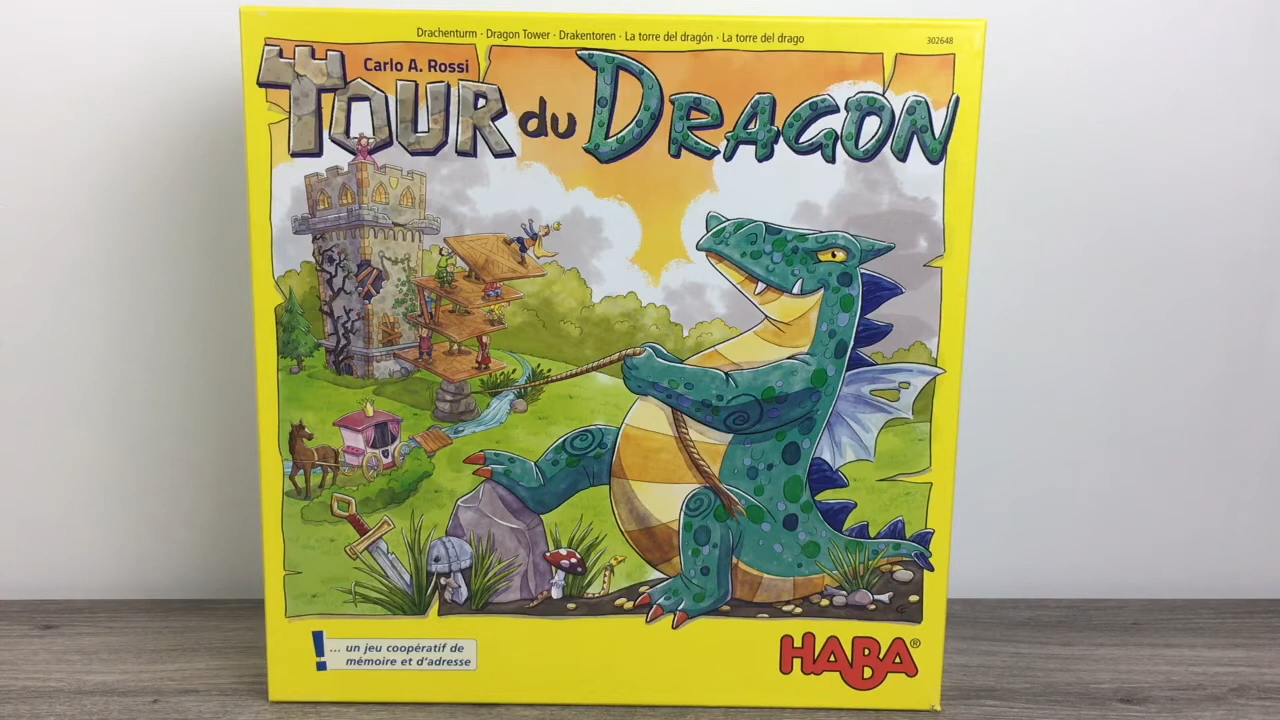 Drachenturm · Dragon Tower · Drakentoren · La torre del dragón · La torre del drago
302648
Carlo A. Rossi
TOUR du DRAGON
... un jeu coopératif de
mémoire et d'adresse
HABA®